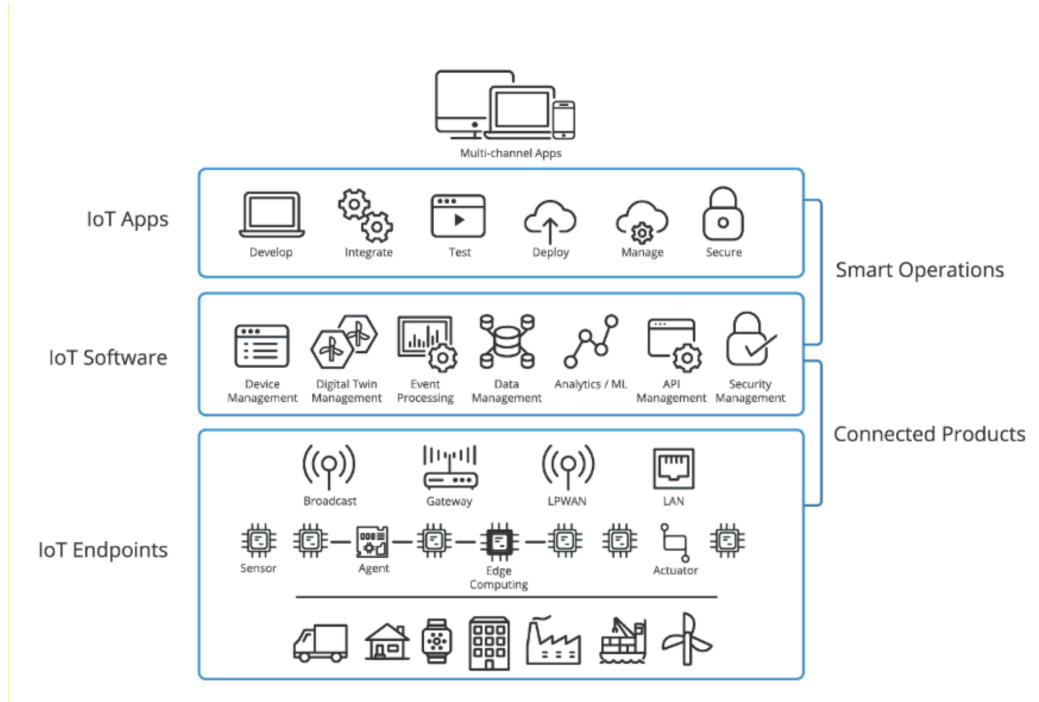 Multi-channel Apps
IoT Apps
Develop
Integrate
Test
Deploy
Manage
Secure
Smart Operations
IoT Software
Device
Management
Digital Twin
Management
Event
Processing
Data
Management
Analytics / ML
API
Management
Security
Management
Connected Products
IoT Endpoints
Broadcast
Gateway
LPWAN
LAN
Sensor
Agent
Edge
Computing
Actuator